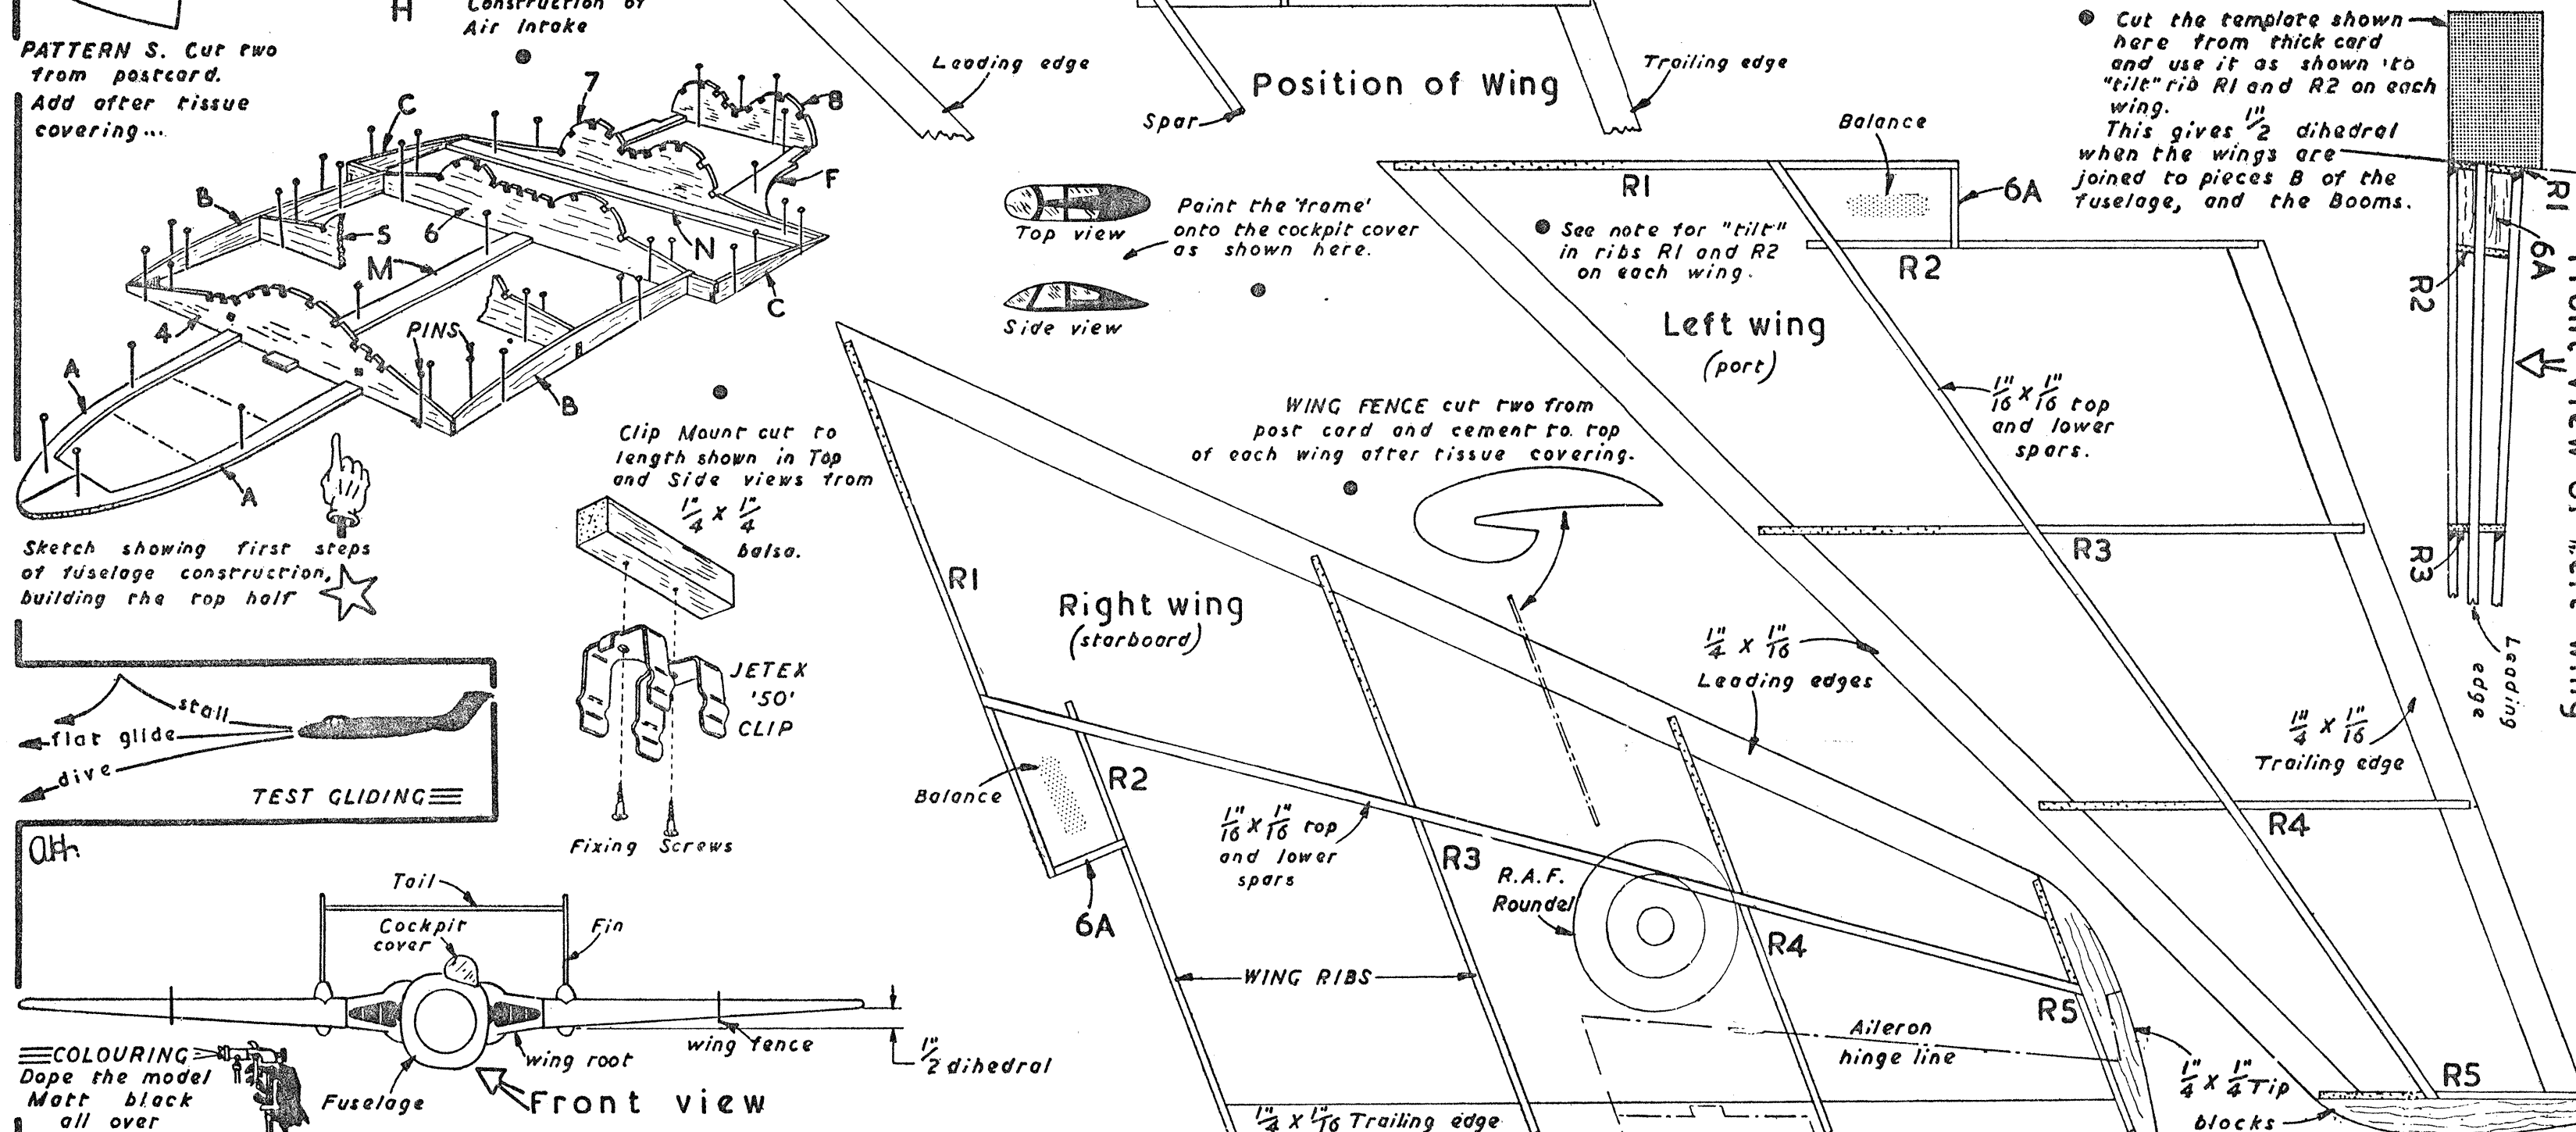 H
Construction of
Air Intake
PATTERN S. Cut two
from postcard.
Add after tissue
covering...
7
8
C
B
F
S
6
N
M
C
4
PINS
B
A
A
Sketch showing first steps
of fuselage construction,
building the top half
Clip Mount cut to
length shown in Top
and Side views from
1"/4 x 1"/4
balsa.
JETEX
'50'
CLIP
Fixing Screws
stall
flat glide
dive
TEST GLIDING
Tail
Cockpit
cover
Fin
wing root
wing fence
1"/2 dihedral
Fuselage
Front view
COLOURING
Dope the model
Matt black
all over
Leading edge
Spar
Position of Wing
Trailing edge
Top view
Side view
Paint the 'frame'
onto the cockpit cover
as shown here.
WING FENCE cut two from
post card and cement to top
of each wing after tissue covering.
Right wing
(starboard)
R1
R2
Balance
6A
1"/16 x 1"/16 top
and lower
spars
R3
R.A.F.
Roundel
WING RIBS
R4
R5
Aileron
hinge line
1"/4 x 1"/16 Trailing edge
1"/4 x 1"/16
Leading edges
1"/4 x 1"/4 Tip
blocks
Balance
R1
6A
See note for "tilt"
in ribs R1 and R2
on each wing.
R2
Left wing
(port)
1"/16 x 1"/16 top
and lower
spars.
R3
1"/4 x 1"/16
Trailing edge
R4
R5
Cut the template shown
here from thick card
and use it as shown to
"tilt" rib R1 and R2 on each
wing.
This gives 1"/2 dihedral
when the wings are
joined to pieces B of the
fuselage, and the Booms.
R1
6A
R2
R3
Leading
edge